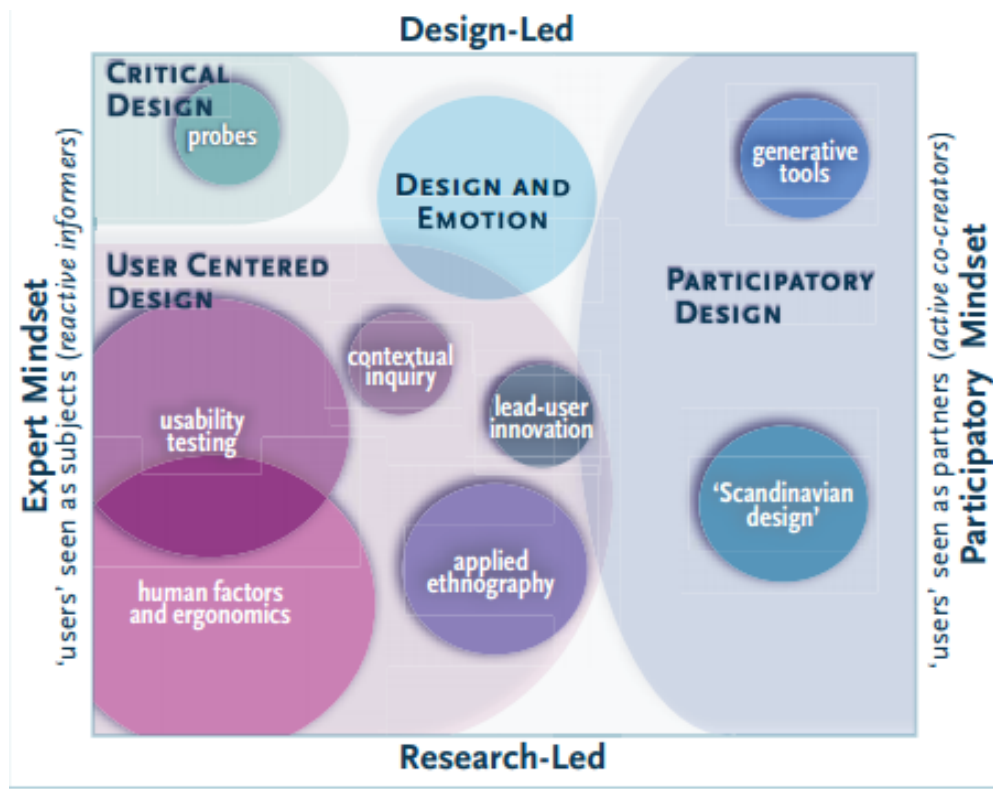 Design-Led
CRITICAL
DESIGN
probes
DESIGN AND
EMOTION
generative
tools
USER CENTERED
DESIGN
PARTICIPATORY
DESIGN
contextual
inquiry
lead-user
innovation
usability
testing
‘Scandinavian
design’
applied
ethnography
human factors
and ergonomics
Research-Led
Expert Mindset
‘users’ seen as subjects (reactive informers)
‘users’ seen as partners (active co-creators)
Participatory Mindset